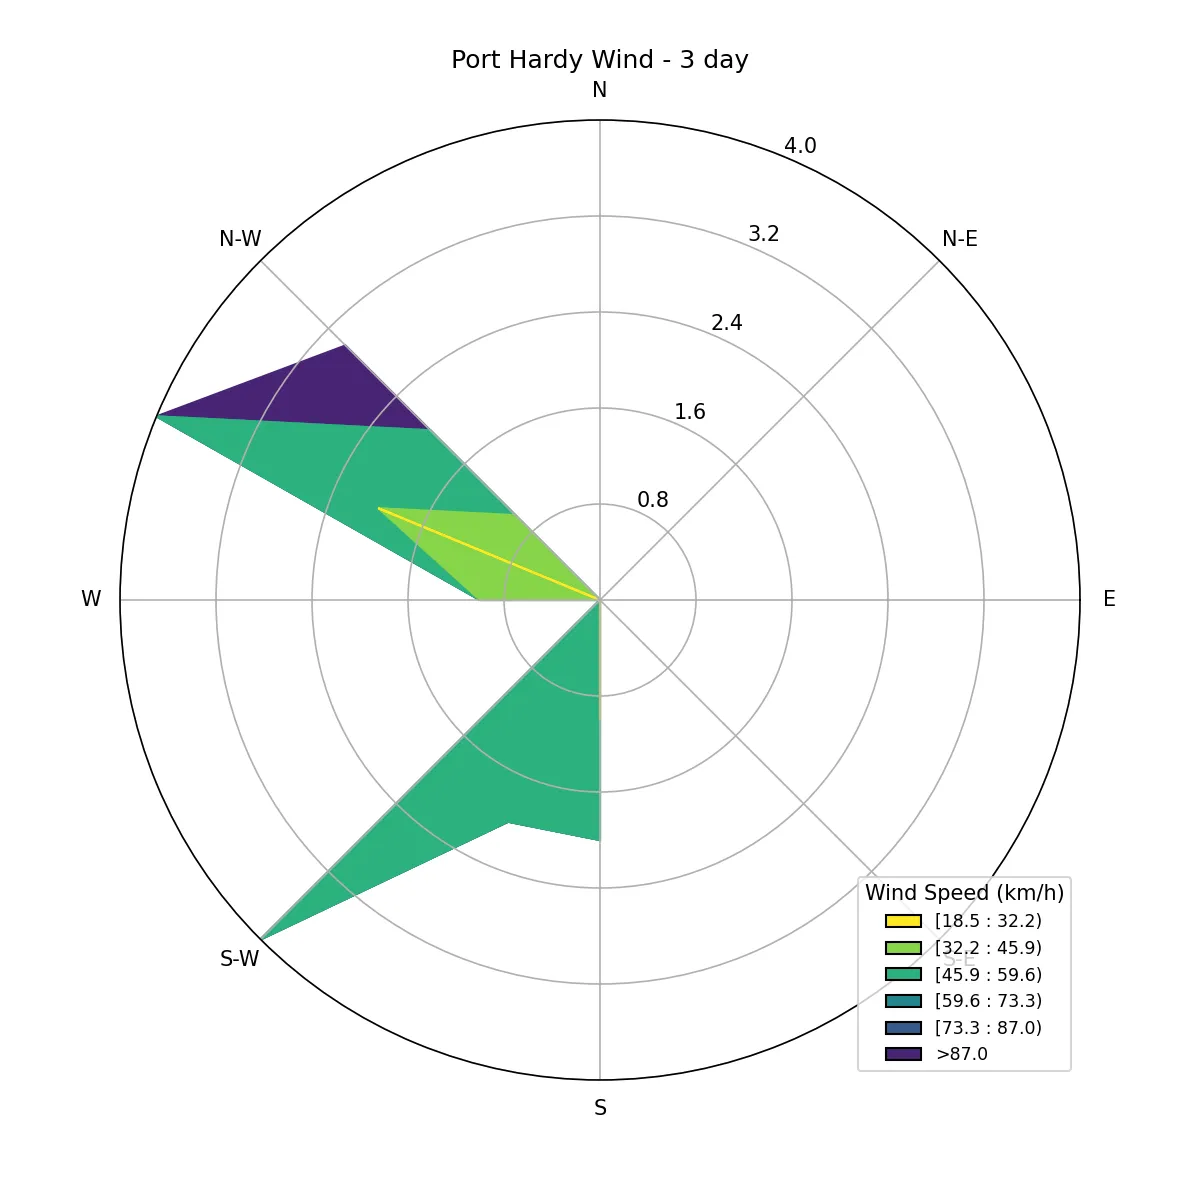 Port Hardy Wind - 3 day
N
4.0
N-W
N-E
3.2
2.4
1.6
0.8
W
E
Wind Speed (km/h)
[18.5 : 32.2)
[32.2 : 45.9)
S-W
S-E
[45.9 : 59.6)
[59.6 : 73.3)
[73.3 : 87.0)
>87.0
S